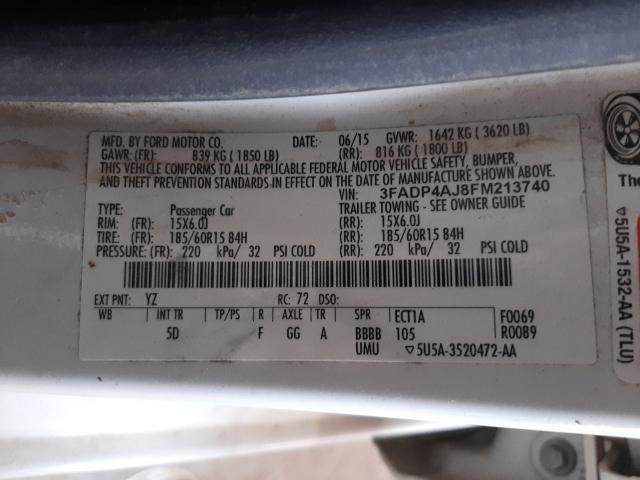 MFD. BY FORD MOTOR CO. DATE: 06/15 GVWR: 1642 KG ( 3620 LB)
GAWR: (FR): 839 KG ( 1850 LB) (RR): 816 KG ( 1800 LB)
THIS VEHICLE CONFORMS TO ALL APPLICABLE FEDERAL MOTOR VEHICLE SAFETY, BUMPER,
AND THEFT PREVENTION STANDARDS IN EFFECT ON THE DATE OF MANUFACTURE SHOWN ABOVE.
VIN: 3FADP4AJ8FM213740
TYPE: Passenger Car TRAILER TOWING - SEE OWNER GUIDE
RIM: (FR): 15X6.0J (RR): 15X6.0J
TIRE: (FR): 185/60R15 84H (RR): 185/60R15 84H
PRESSURE: (FR): 220 kPa/ 32 PSI COLD (RR): 220 kPa/ 32 PSI COLD
EXT PNT: YZ RC: 72 DSO:
WB INT TR TP/PS R AXLE TR SPR ECT1A F0069
5D F GG A BBBB 105 R0089
UMU ▽5U5A-3520472-AA
The
▽5U5A-1532-AA (TLU)